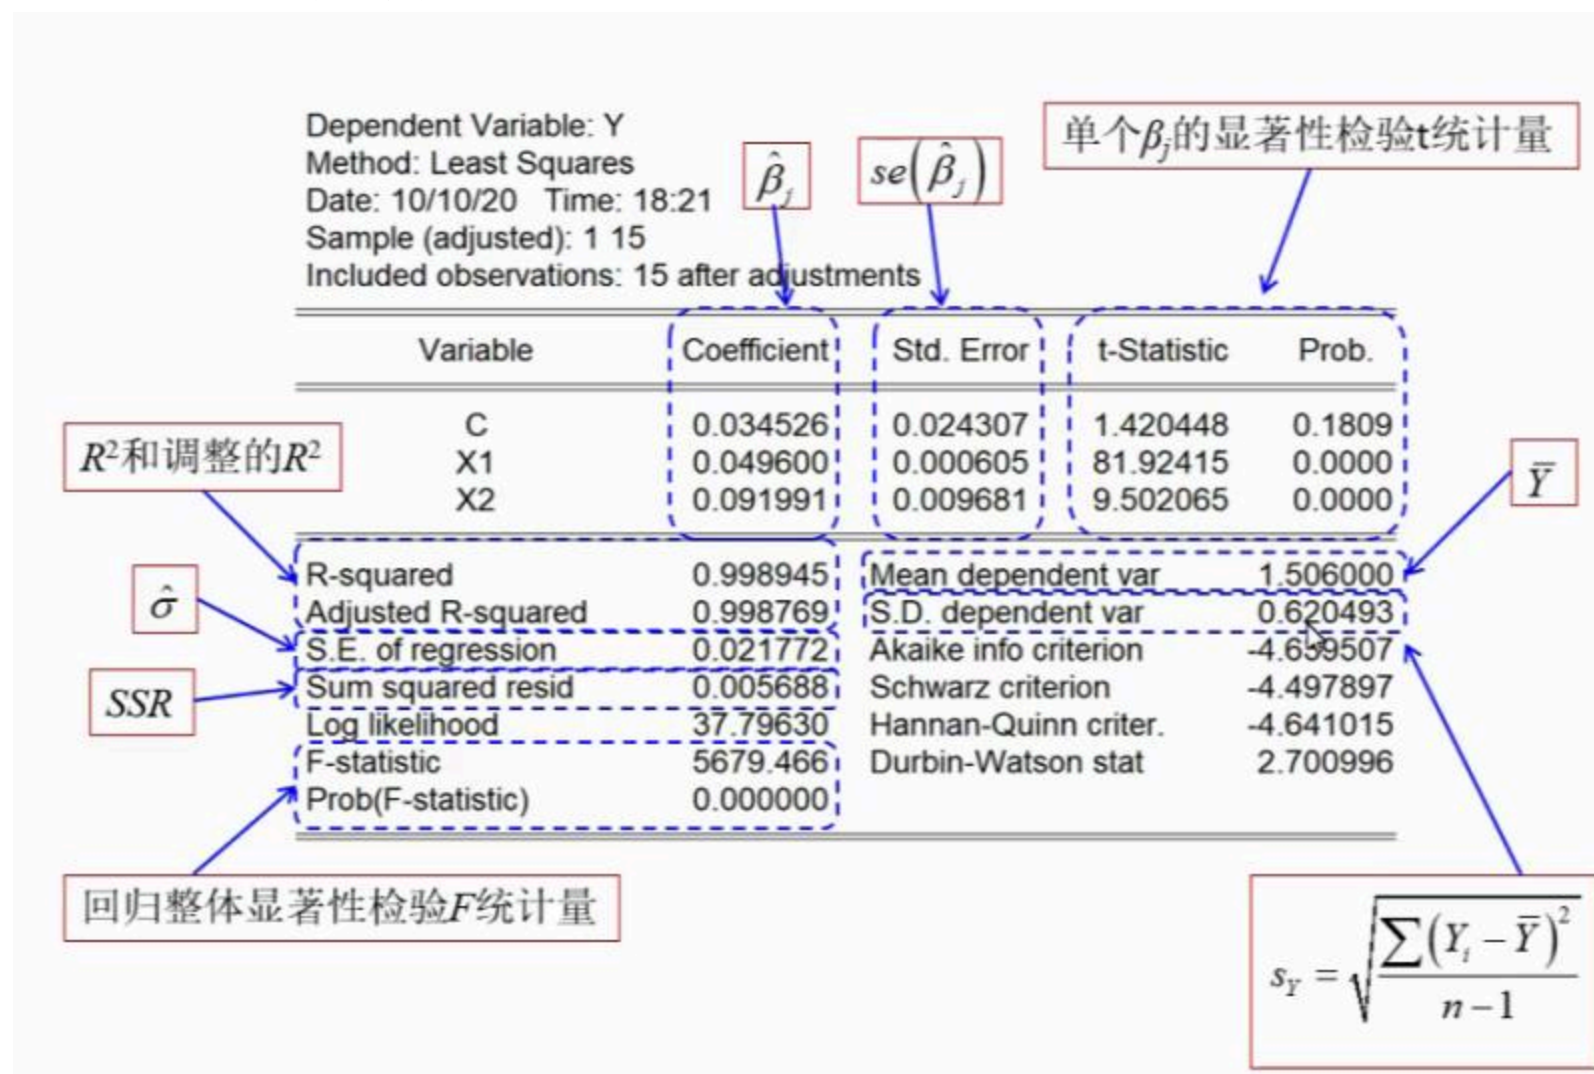 Dependent Variable: Y
Method: Least Squares
Date: 10/10/20 Time: 18:21
Sample (adjusted): 1 15
Included observations: 15 after adjustments
β̂ⱼ
se(β̂ⱼ)
单个βⱼ的显著性检验t统计量
Variable Coefficient Std. Error t-Statistic Prob.
C 0.034526 0.024307 1.420448 0.1809
X1 0.049600 0.000605 81.92415 0.0000
X2 0.091991 0.009681 9.502065 0.0000
R²和调整的R²
Ȳ
R-squared 0.998945 Mean dependent var 1.506000
Adjusted R-squared 0.998769 S.D. dependent var 0.620493
σ̂
S.E. of regression 0.021772 Akaike info criterion -4.659507
SSR
Sum squared resid 0.005688 Schwarz criterion -4.497897
Log likelihood 37.79630 Hannan-Quinn criter. -4.641015
F-statistic 5679.466 Durbin-Watson stat 2.700996
Prob(F-statistic) 0.000000
回归整体显著性检验F统计量
s_Y = √(∑(Yᵢ − Ȳ)² / (n − 1))